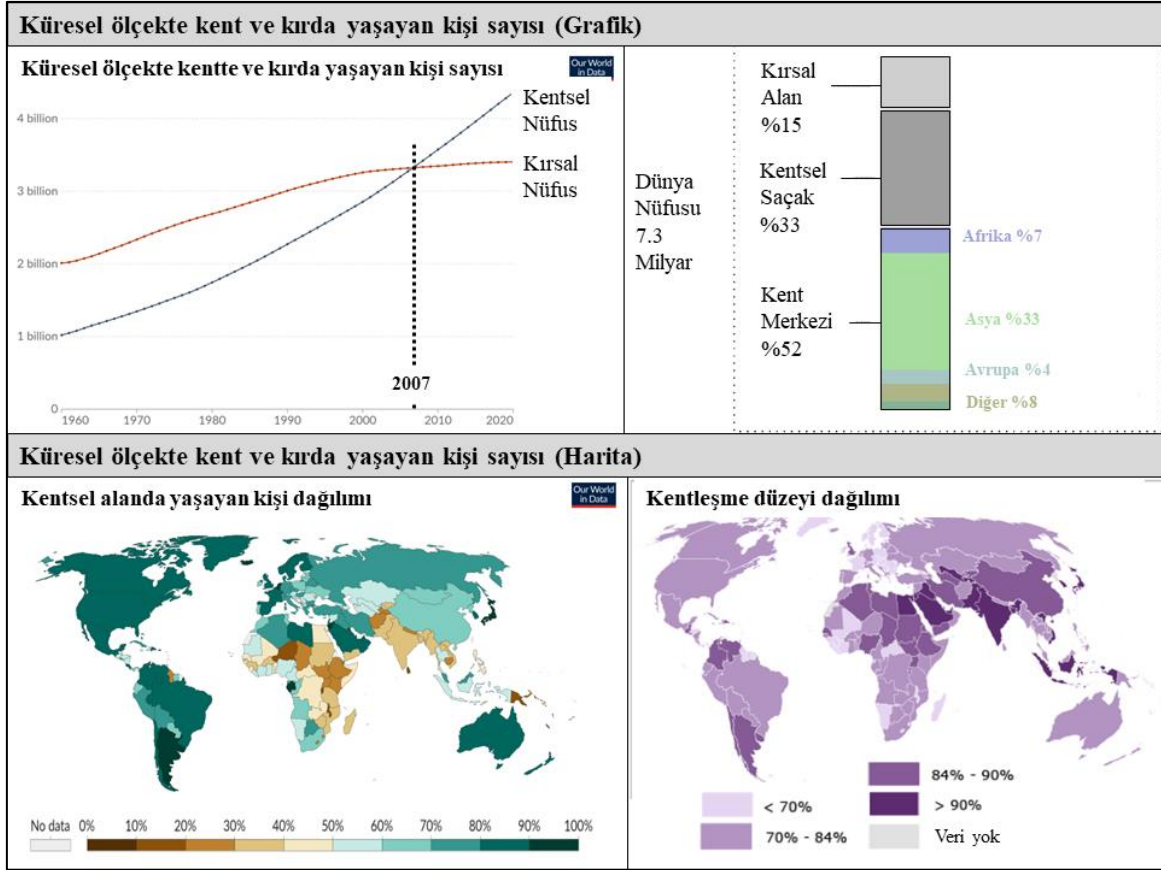 Küresel ölçekte kent ve kırda yaşayan kişi sayısı (Grafik)
Küresel ölçekte kentte ve kırda yaşayan kişi sayısı
Our World
in Data
4 billion
3 billion
2 billion
1 billion
0
1960
1970
1980
1990
2000
2010
2020
2007
Kentsel
Nüfus
Kırsal
Nüfus
Dünya
Nüfusu
7.3
Milyar
Kırsal
Alan
%15
Kentsel
Saçak
%33
Kent
Merkezi
%52
Afrika %7
Asya %33
Avrupa %4
Diğer %8
Küresel ölçekte kent ve kırda yaşayan kişi sayısı (Harita)
Kentsel alanda yaşayan kişi dağılımı
Our World
in Data
No data
0%
10%
20%
30%
40%
50%
60%
70%
80%
90%
100%
Kentleşme düzeyi dağılımı
< 70%
70% - 84%
84% - 90%
> 90%
Veri yok